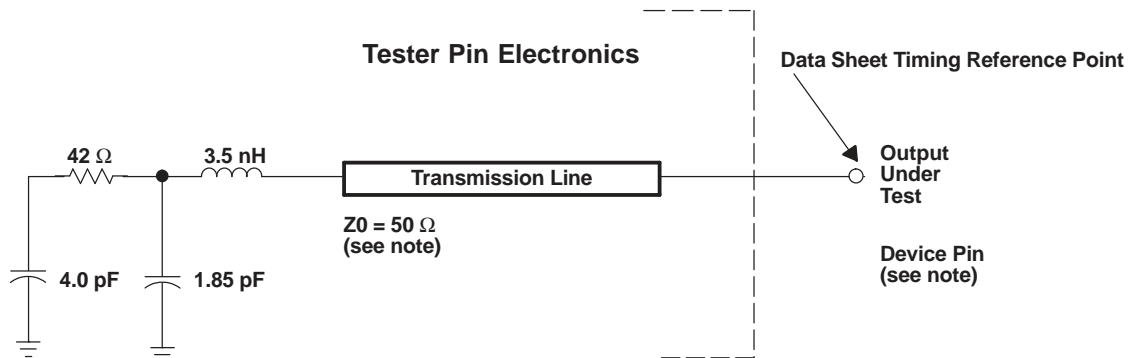 Tester Pin Electronics
Data Sheet Timing Reference Point
42 Ω
3.5 nH
Transmission Line
Output
Under
Test
Z0 = 50 Ω
(see note)
Device Pin
(see note)
4.0 pF
1.85 pF